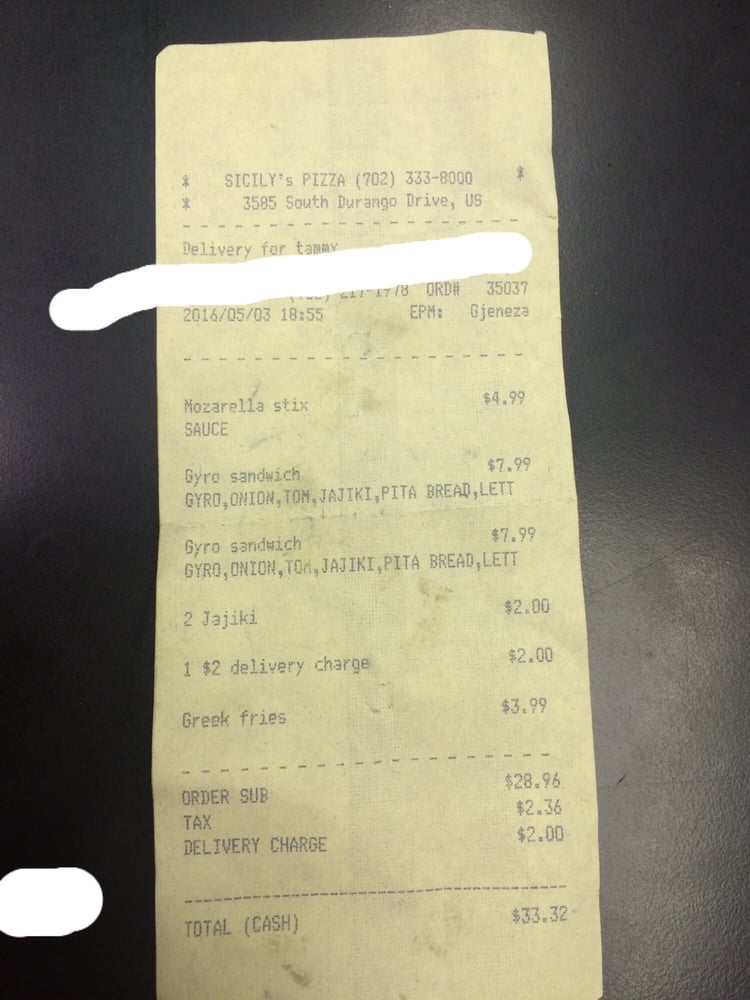 * SICILY's PIZZA (702) 333-8000 *
* 3585 South Durango Drive, US
Delivery for tammy
ORD# 35037
2016/05/03 18:55 EPM: Gjeneza
Mozarella stix $4.99
SAUCE
Gyro sandwich $7.99
GYRO,ONION,TOM,JAJIKI,PITA BREAD,LETT
Gyro sandwich $7.99
GYRO,ONION,TOM,JAJIKI,PITA BREAD,LETT
2 Jajiki $2.00
1 $2 delivery charge $2.00
Greek fries $3.99
ORDER SUB $28.96
TAX $2.36
DELIVERY CHARGE $2.00
TOTAL (CASH) $33.32